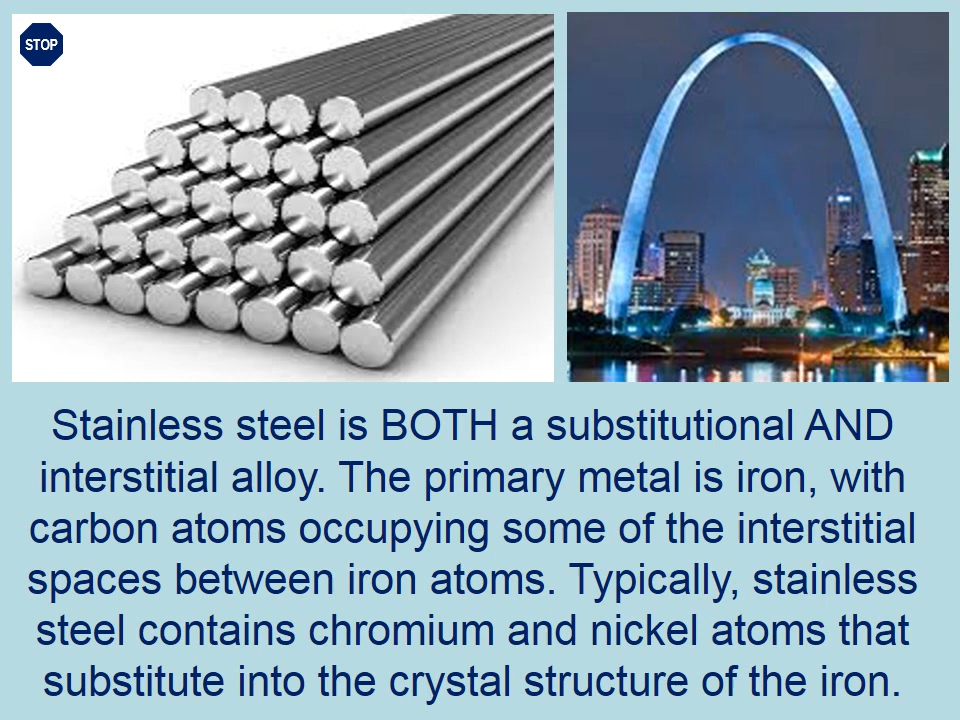 STOP
Stainless steel is BOTH a substitutional AND
interstitial alloy. The primary metal is iron, with
carbon atoms occupying some of the interstitial
spaces between iron atoms. Typically, stainless
steel contains chromium and nickel atoms that
substitute into the crystal structure of the iron.